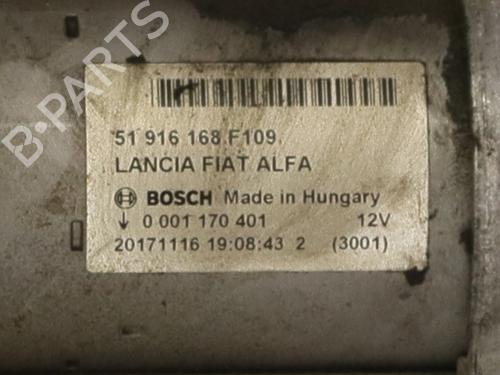 B-PARTS
51 916 168 F109
LANCIA FIAT ALFA
BOSCH Made in Hungary
↓ 0 001 170 401 12V
20171116 19:08:43 2 (3001)